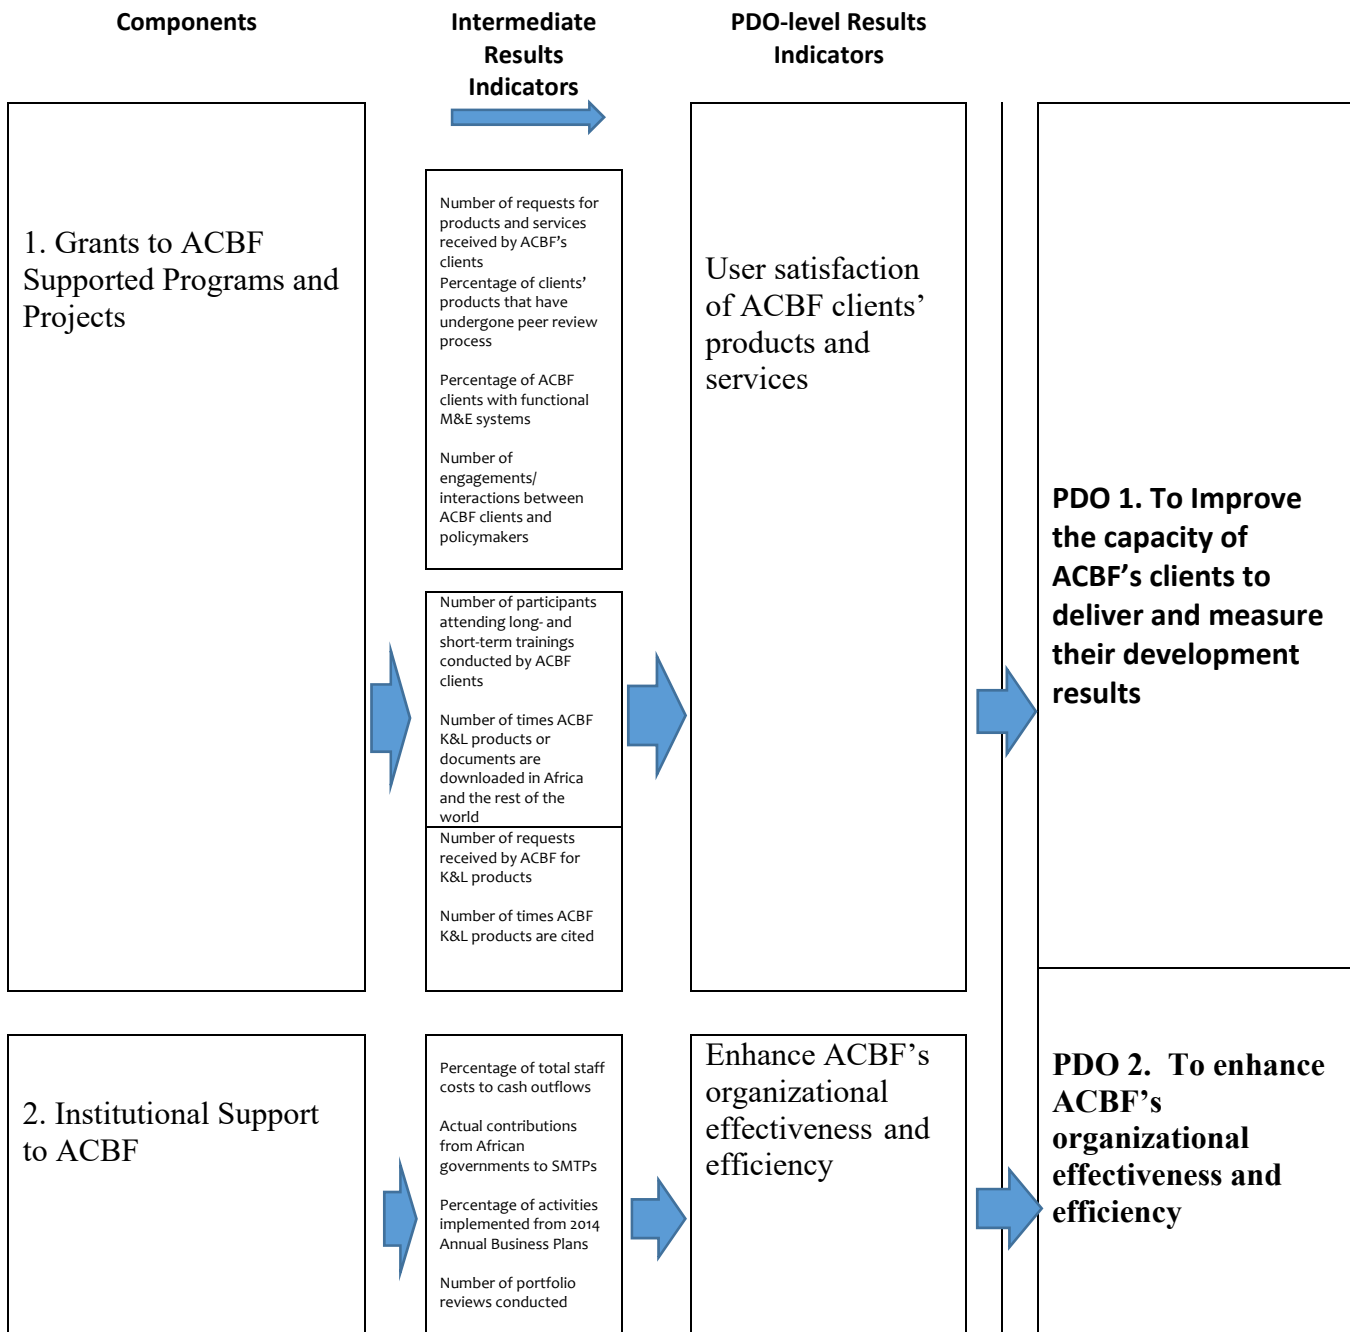 Components
Intermediate
Results
Indicators
PDO-level Results
Indicators
1. Grants to ACBF
Supported Programs and
Projects
Number of requests for
products and services
received by ACBF's
clients
Percentage of clients'
products that have
undergone peer review
process
Percentage of ACBF
clients with functional
M&E systems
Number of
engagements/
interactions between
ACBF clients and
policymakers
Number of participants
attending long- and
short-term trainings
conducted by ACBF
clients
Number of times ACBF
K&L products or
documents are
downloaded in Africa
and the rest of the
world
Number of requests
received by ACBF for
K&L products
Number of times ACBF
K&L products are cited
User satisfaction
of ACBF clients'
products and
services
PDO 1. To Improve
the capacity of
ACBF's clients to
deliver and measure
their development
results
2. Institutional Support
to ACBF
Percentage of total staff
costs to cash outflows
Actual contributions
from African
governments to SMTPs
Percentage of activities
implemented from 2014
Annual Business Plans
Number of portfolio
reviews conducted
Enhance ACBF's
organizational
effectiveness and
efficiency
PDO 2. To enhance
ACBF's
organizational
effectiveness and
efficiency